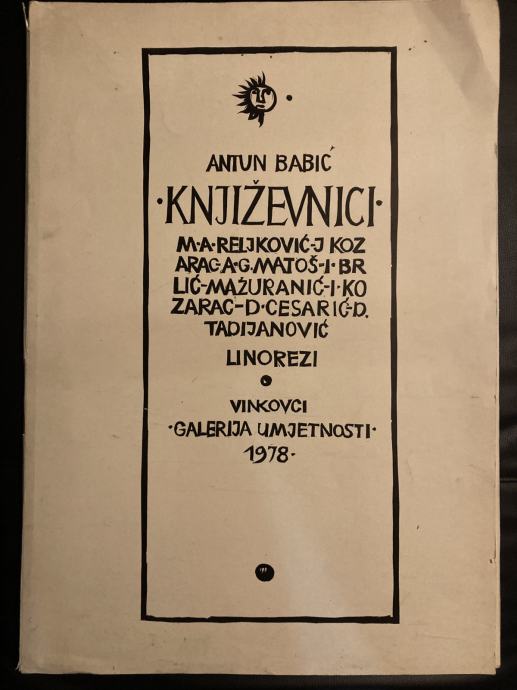 ANTUN BABIĆ
·KNJIŽEVNICI·
M·A·RELJKOVIĆ-J KOZ
ARAC-A·G.MATOŠ-I·BR
LIĆ-MAŽURANIĆ-I·KO
ZARAC-D·CESARIĆ-D.
TADIJANOVIĆ
LINOREZI
VINKOVCI
·GALERIJA UMJETNOSTI·
1978·